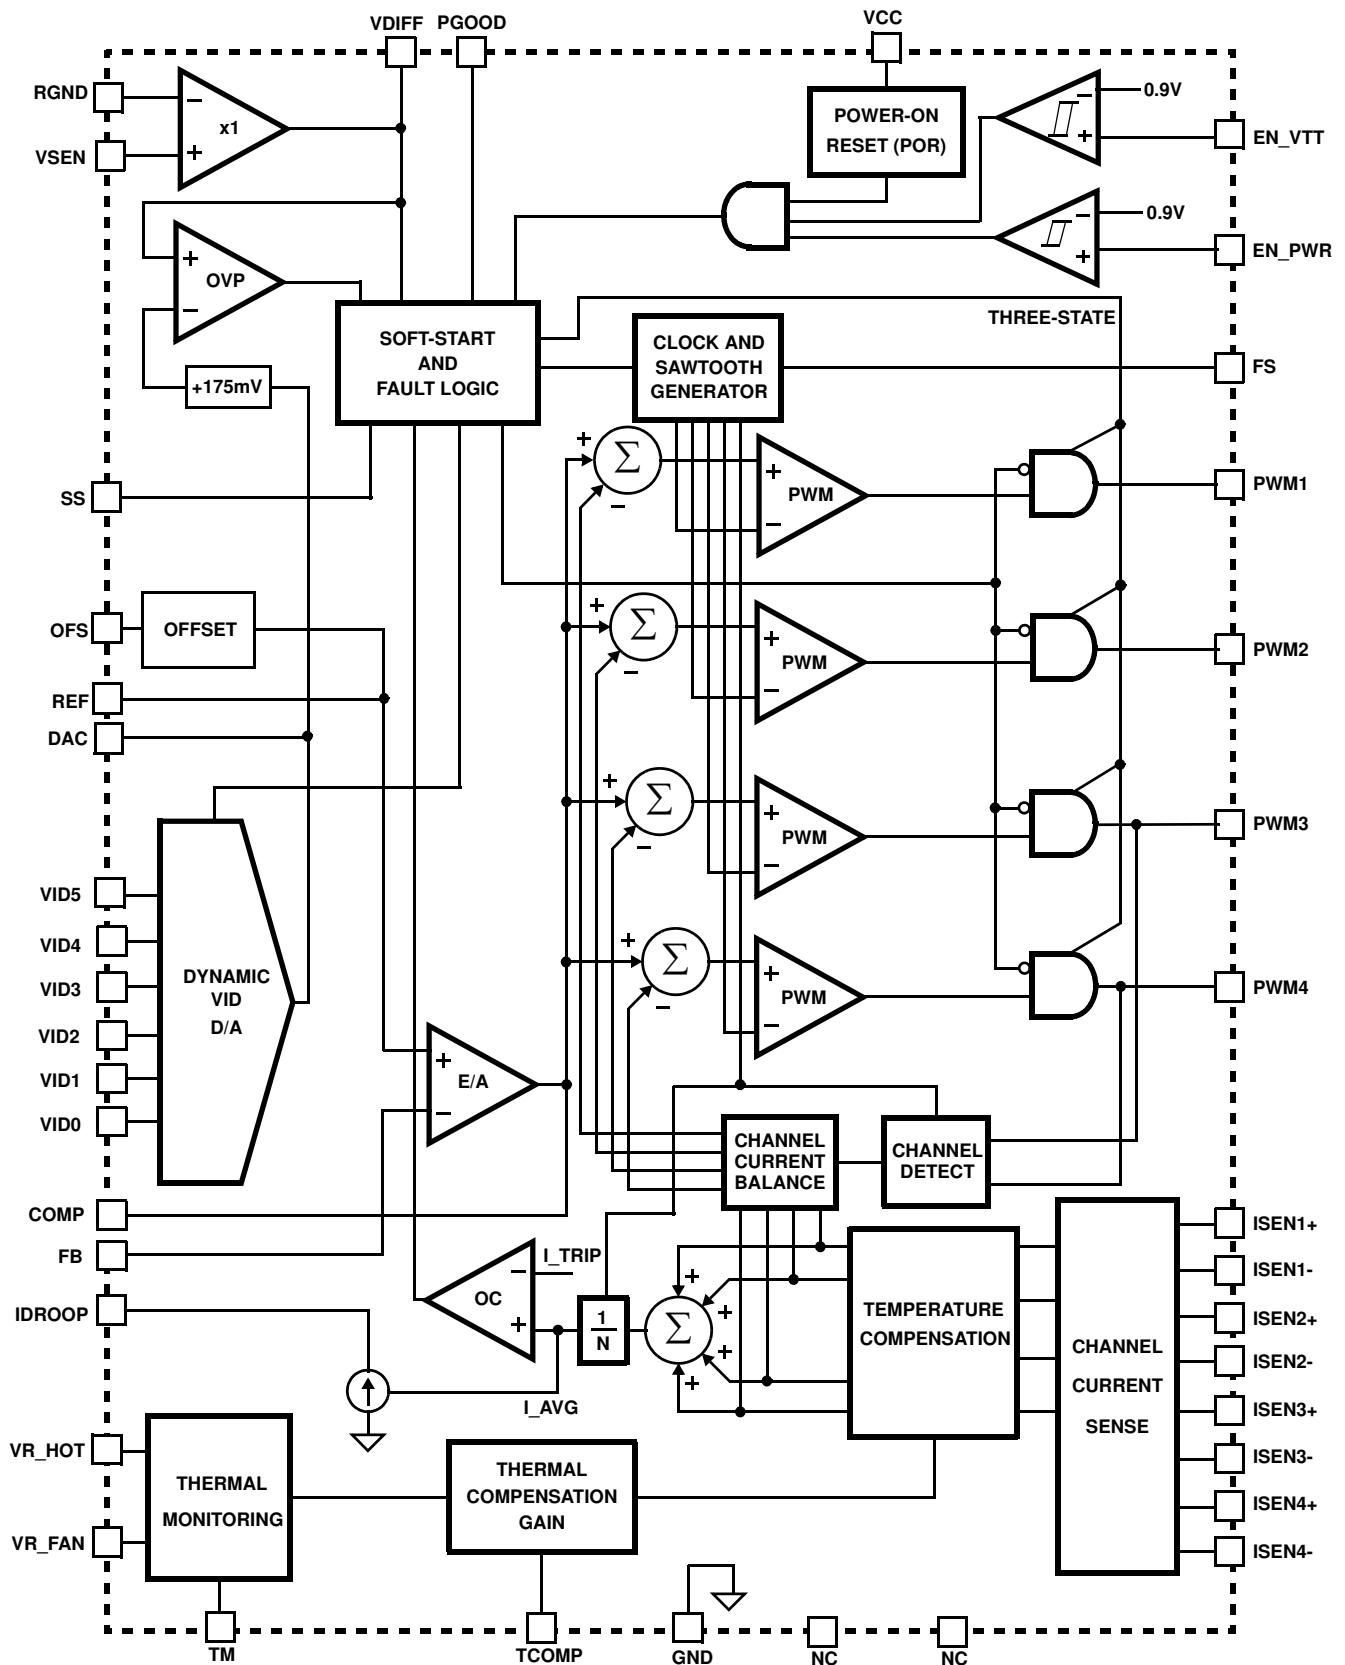 VDIFF PGOOD VCC
RGND
VSEN
−
x1
+
POWER-ON
RESET (POR)
−
0.9V
+
EN_VTT
−
0.9V
+
EN_PWR
+
OVP
−
+175mV
SOFT-START
AND
FAULT LOGIC
CLOCK AND
SAWTOOTH
GENERATOR
THREE-STATE
FS
SS
+
Σ
−
+
PWM
−
PWM1
OFS
OFFSET
REF
DAC
+
Σ
−
+
PWM
−
PWM2
+
Σ
−
+
PWM
−
PWM3
+
Σ
−
+
PWM
−
PWM4
VID5
VID4
VID3
VID2
VID1
VID0
DYNAMIC
VID
D/A
+
E/A
−
COMP
FB
IDROOP
CHANNEL
CURRENT
BALANCE
CHANNEL
DETECT
I_TRIP
−
OC
+
1
N
Σ
+
+
+
+
I_AVG
TEMPERATURE
COMPENSATION
CHANNEL
CURRENT
SENSE
ISEN1+
ISEN1-
ISEN2+
ISEN2-
ISEN3+
ISEN3-
ISEN4+
ISEN4-
VR_HOT
VR_FAN
THERMAL
MONITORING
THERMAL
COMPENSATION
GAIN
TM
TCOMP
GND
NC
NC